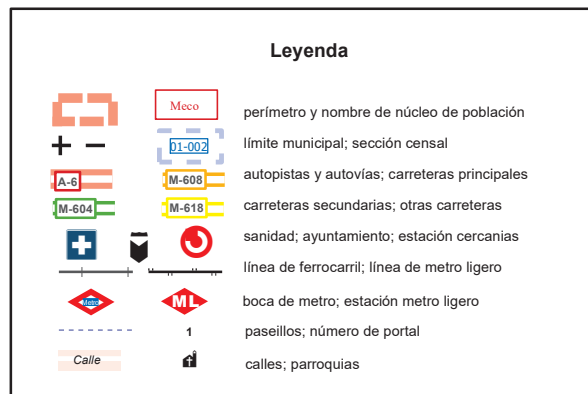 Leyenda
Meco
perímetro y nombre de núcleo de población
01-002
límite municipal; sección censal
A-6 M-608
autopistas y autovías; carreteras principales
M-604 M-618
carreteras secundarias; otras carreteras
sanidad; ayuntamiento; estación cercanias
línea de ferrocarril; línea de metro ligero
Metro ML
boca de metro; estación metro ligero
1
paseillos; número de portal
Calle
calles; parroquias